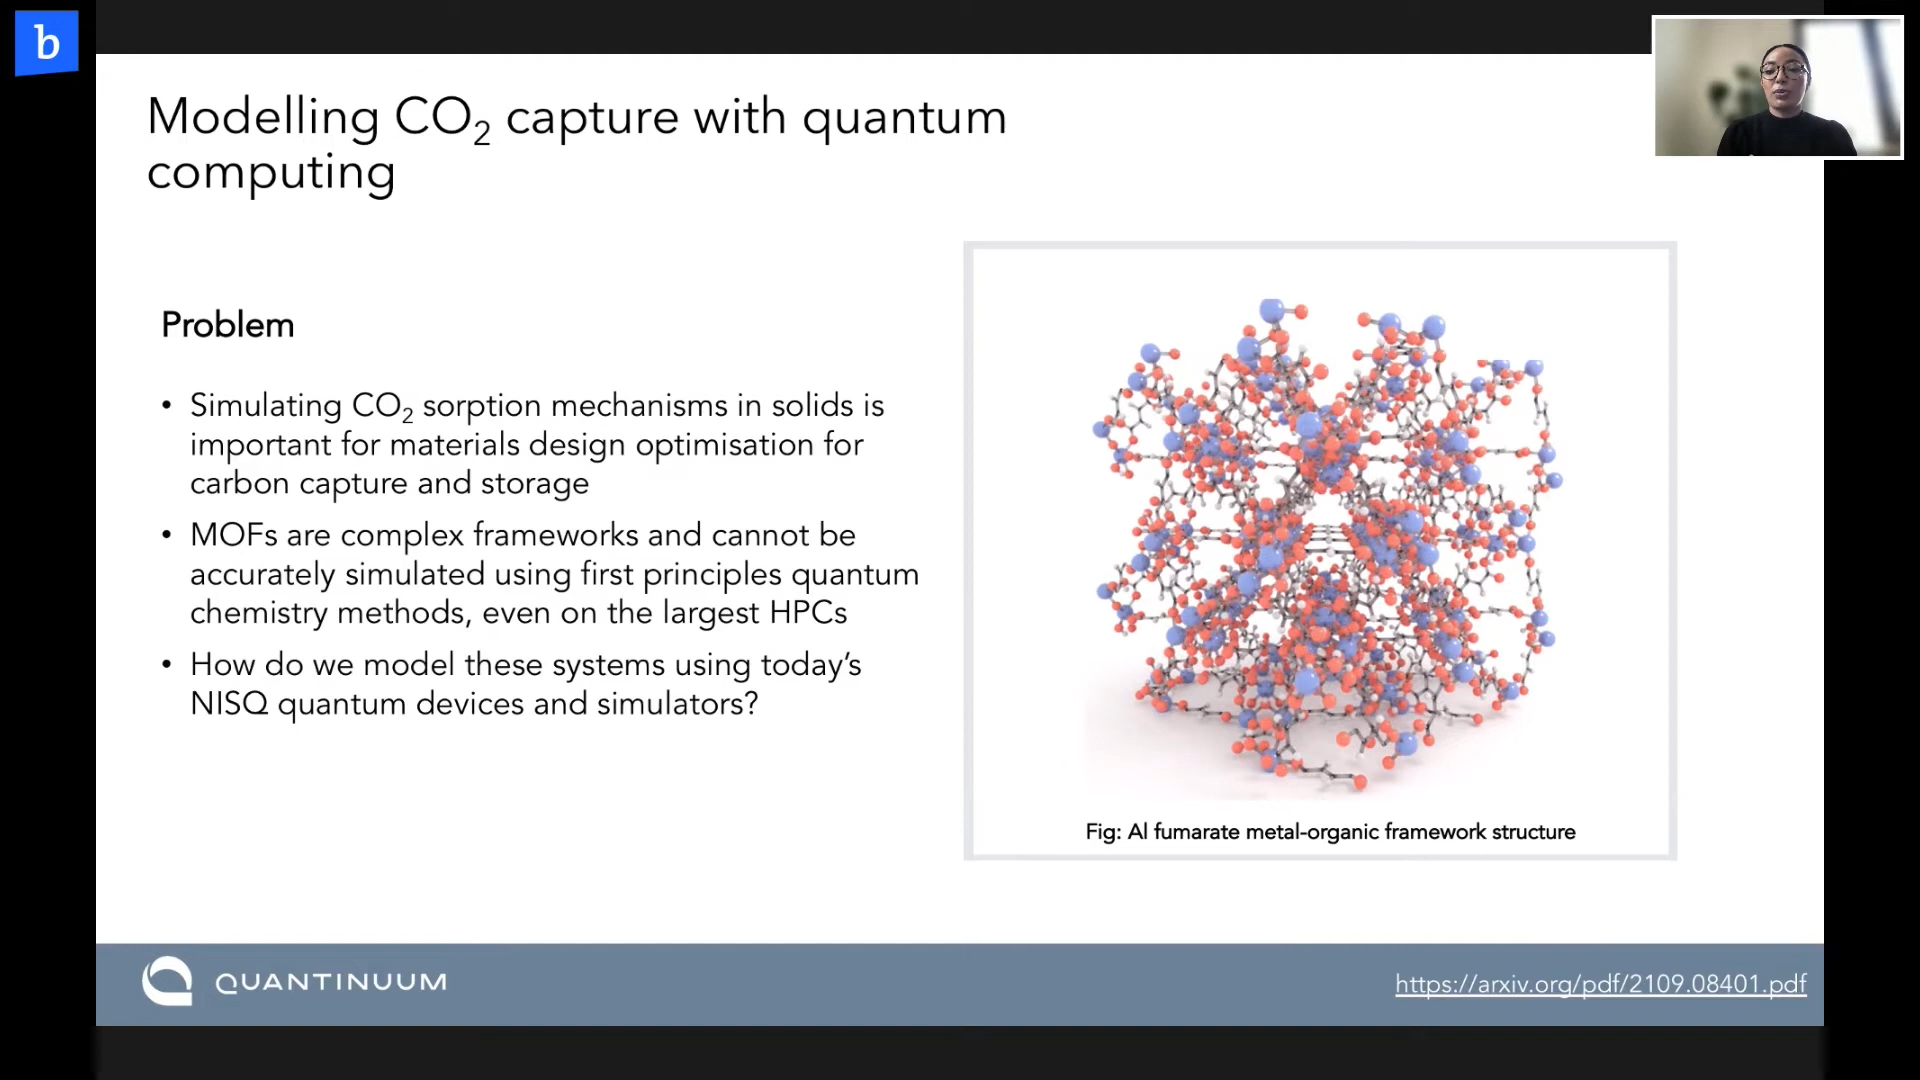 b
Modelling CO₂ capture with quantum
computing
Problem
• Simulating CO₂ sorption mechanisms in solids is
important for materials design optimisation for
carbon capture and storage
• MOFs are complex frameworks and cannot be
accurately simulated using first principles quantum
chemistry methods, even on the largest HPCs
• How do we model these systems using today’s
NISQ quantum devices and simulators?
Fig: Al fumarate metal-organic framework structure
QUANTINUUM
https://arxiv.org/pdf/2109.08401.pdf